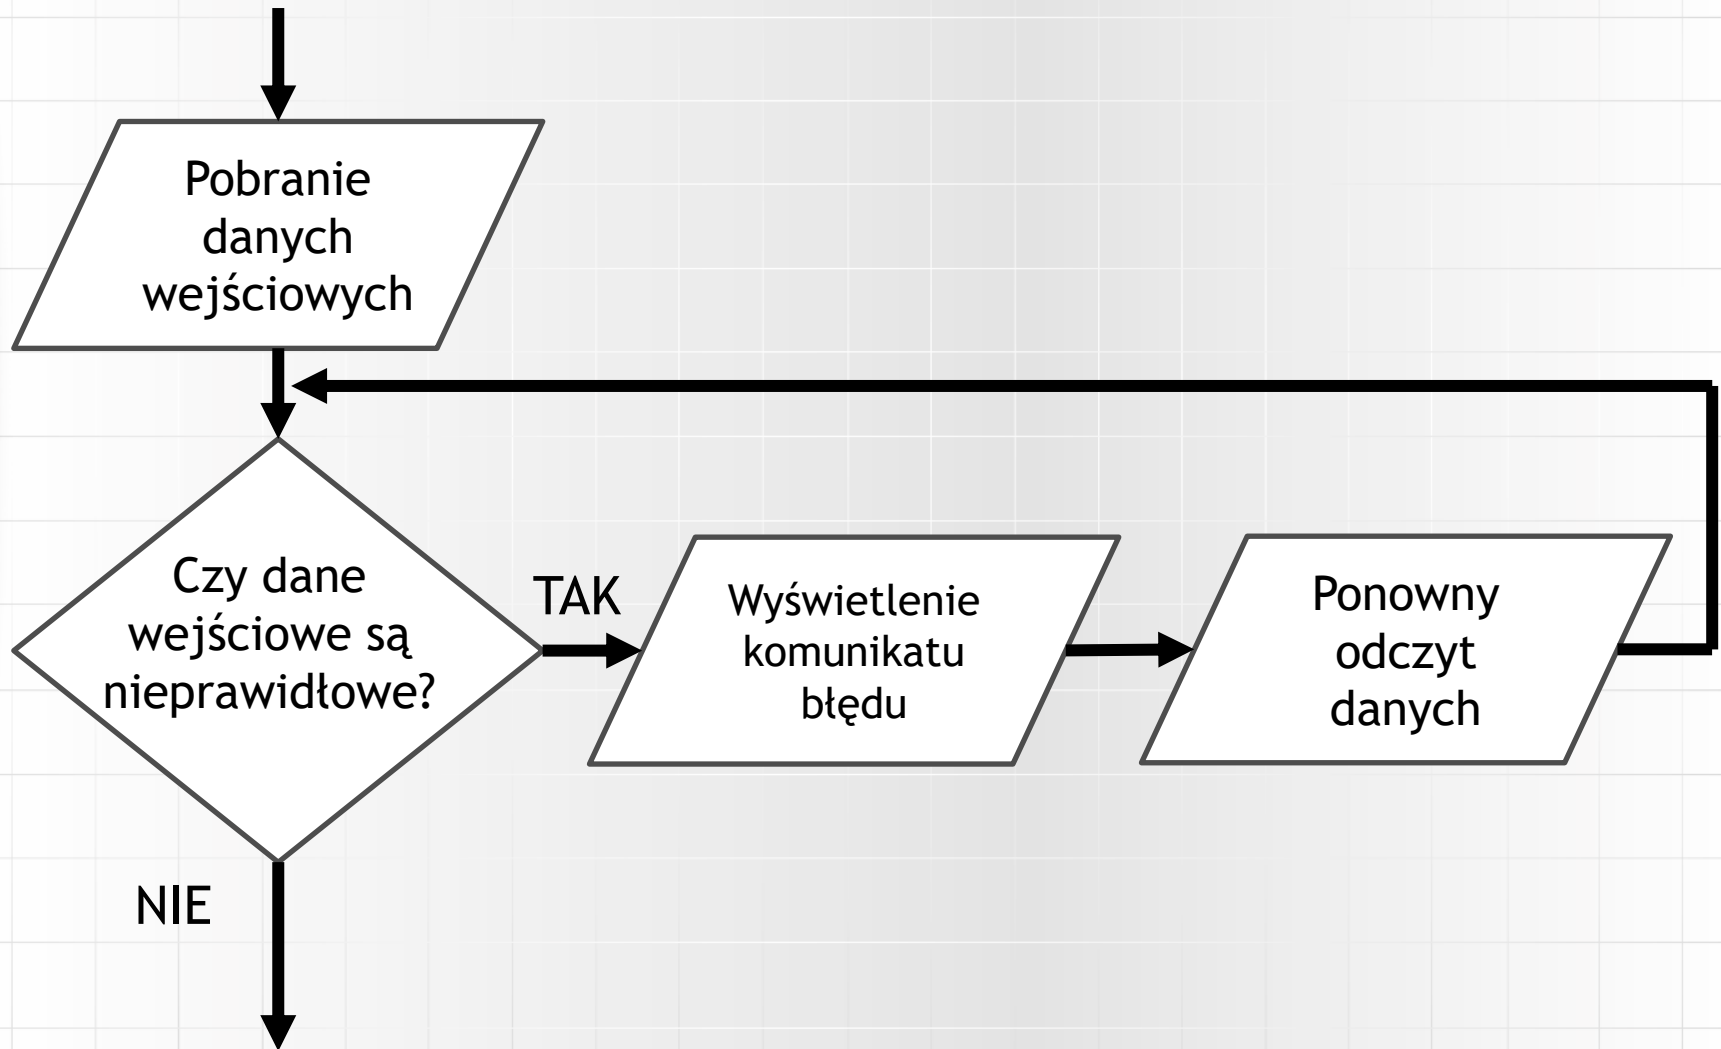 Pobranie
danych
wejściowych
Czy dane
wejściowe są
nieprawidłowe?
TAK
Wyświetlenie
komunikatu
błędu
Ponowny
odczyt
danych
NIE